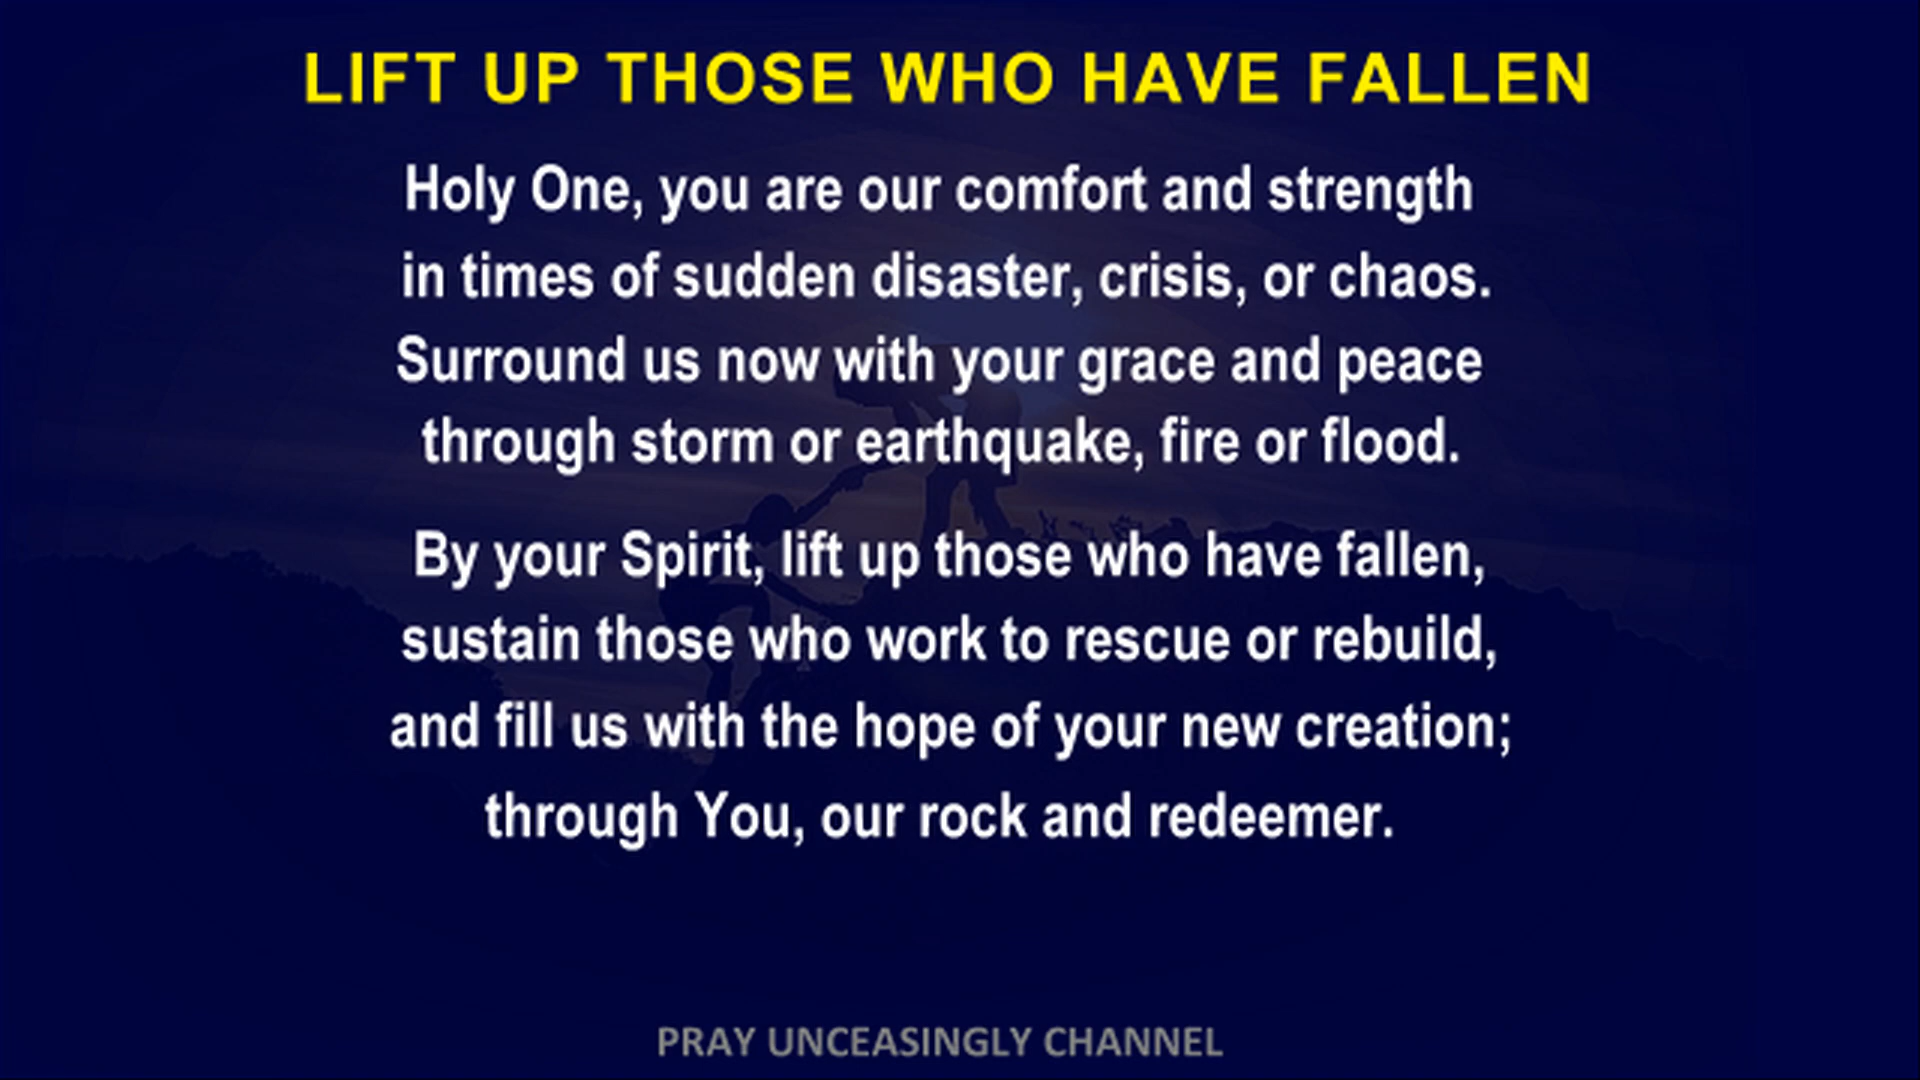 LIFT UP THOSE WHO HAVE FALLEN
Holy One, you are our comfort and strength
in times of sudden disaster, crisis, or chaos.
Surround us now with your grace and peace
through storm or earthquake, fire or flood.
By your Spirit, lift up those who have fallen,
sustain those who work to rescue or rebuild,
and fill us with the hope of your new creation;
through You, our rock and redeemer.
PRAY UNCEASINGLY CHANNEL